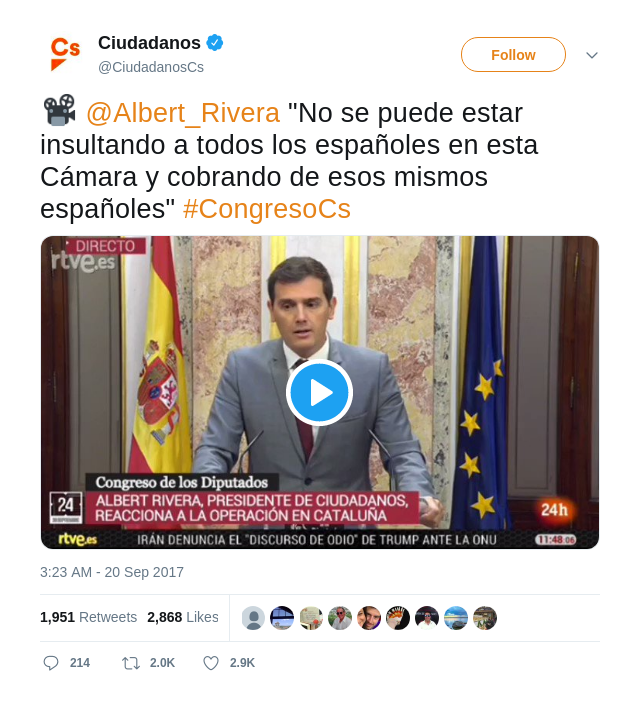 Cs
Ciudadanos
@CiudadanosCs
Follow
@Albert_Rivera "No se puede estar
insultando a todos los españoles en esta
Cámara y cobrando de esos mismos
españoles" #CongresoCs
DIRECTO
rtve.es
Congreso de los Diputados
24
ALBERT RIVERA, PRESIDENTE DE CIUDADANOS,
REACCIONA A LA OPERACIÓN EN CATALUÑA
24h
rtve.es
IRÁN DENUNCIA EL "DISCURSO DE ODIO" DE TRUMP ANTE LA ONU
11:48:06
3:23 AM - 20 Sep 2017
1,951 Retweets 2,868 Likes
214 2.0K 2.9K